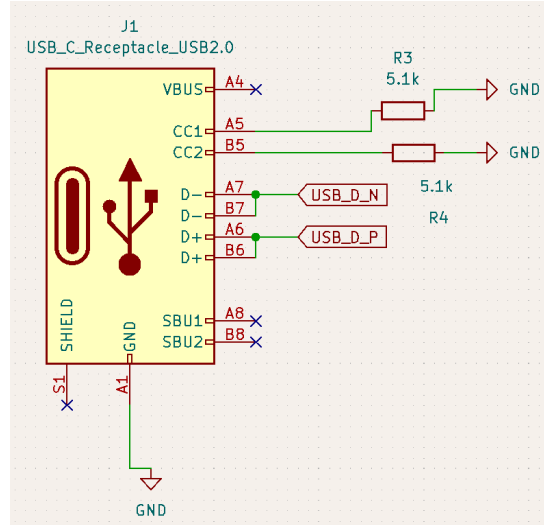 J1
USB_C_Receptacle_USB2.0
VBUS A4
CC1 A5
CC2 B5
D- A7
D- B7
D+ A6
D+ B6
SBU1 A8
SBU2 B8
SHIELD
S1
GND
A1
GND
R3
5.1k
GND
GND
5.1k
R4
USB_D_N
USB_D_P